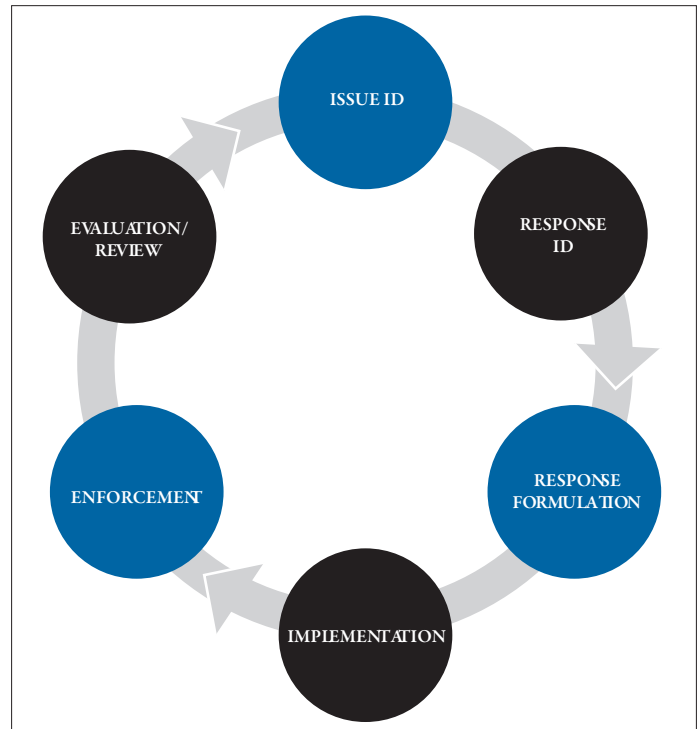 ISSUE ID
RESPONSE
ID
RESPONSE
FORMULATION
IMPLEMENTATION
ENFORCEMENT
EVALUATION/
REVIEW